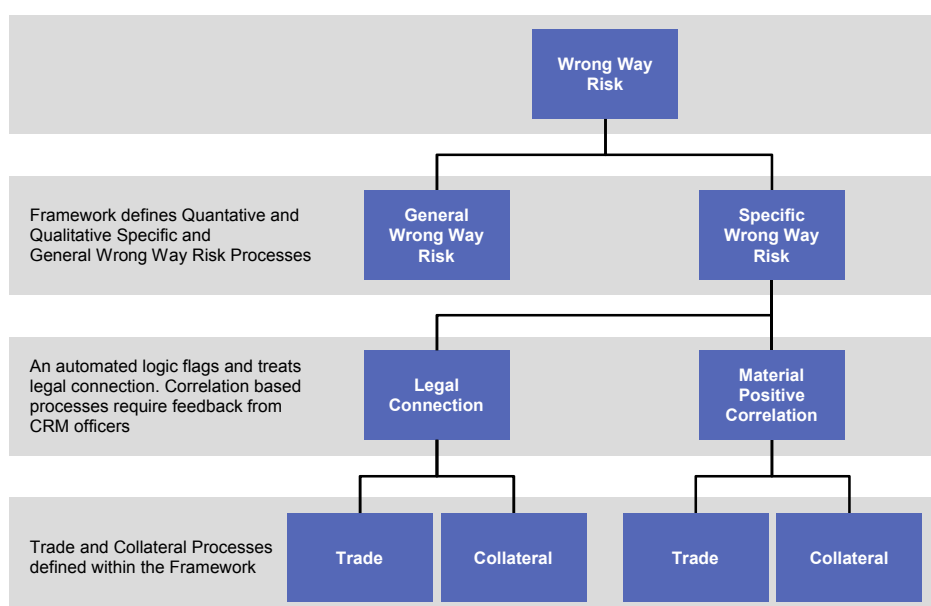 Wrong Way
Risk
Framework defines Quantative and
Qualitative Specific and
General Wrong Way Risk Processes
General
Wrong Way
Risk
Specific
Wrong Way
Risk
An automated logic flags and treats
legal connection. Correlation based
processes require feedback from
CRM officers
Legal
Connection
Material
Positive
Correlation
Trade and Collateral Processes
defined within the Framework
Trade
Collateral
Trade
Collateral